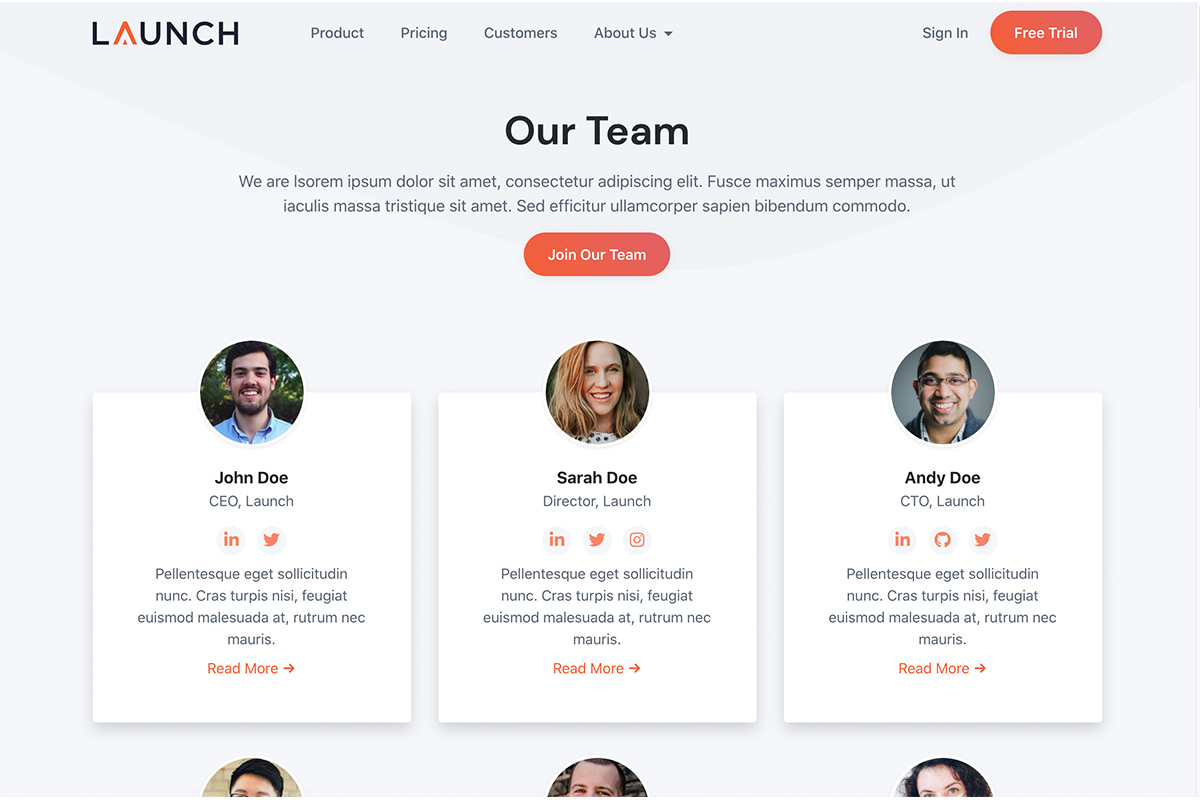 LAUNCH Product Pricing Customers About Us Sign In Free Trial
Our Team
We are lsorem ipsum dolor sit amet, consectetur adipiscing elit. Fusce maximus semper massa, ut
iaculis massa tristique sit amet. Sed efficitur ullamcorper sapien bibendum commodo.
Join Our Team
John Doe
CEO, Launch
in
Pellentesque eget sollicitudin
nunc. Cras turpis nisi, feugiat
euismod malesuada at, rutrum nec
mauris.
Read More →
Sarah Doe
Director, Launch
in
Pellentesque eget sollicitudin
nunc. Cras turpis nisi, feugiat
euismod malesuada at, rutrum nec
mauris.
Read More →
Andy Doe
CTO, Launch
in
Pellentesque eget sollicitudin
nunc. Cras turpis nisi, feugiat
euismod malesuada at, rutrum nec
mauris.
Read More →